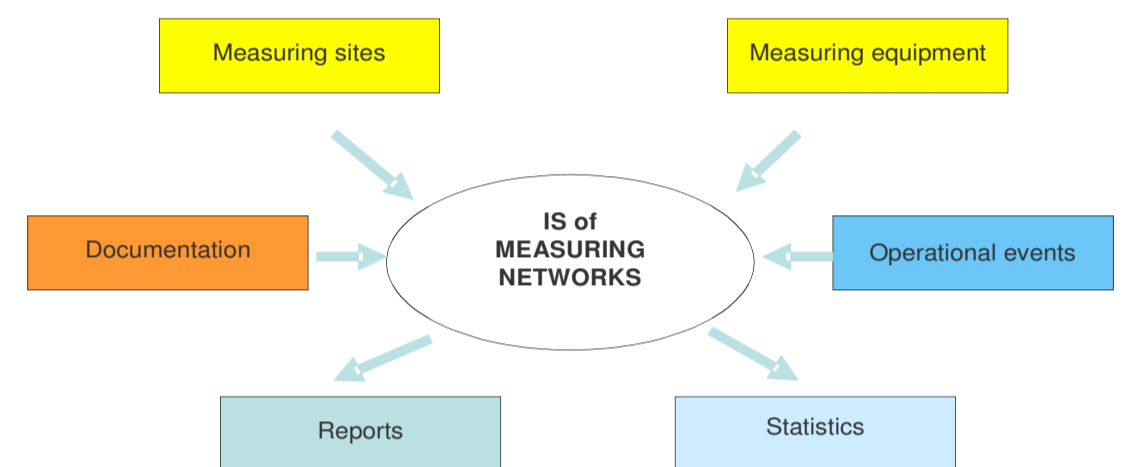 Measuring sites
Measuring equipment
IS of
MEASURING
NETWORKS
Documentation
Operational events
Reports
Statistics